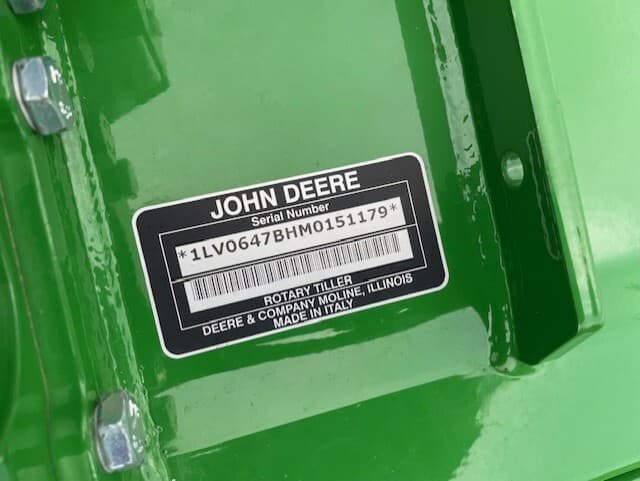 JOHN DEERE
Serial Number
*1LV0647BHM0151179*
ROTARY TILLER
DEERE & COMPANY MOLINE, ILLINOIS
MADE IN ITALY